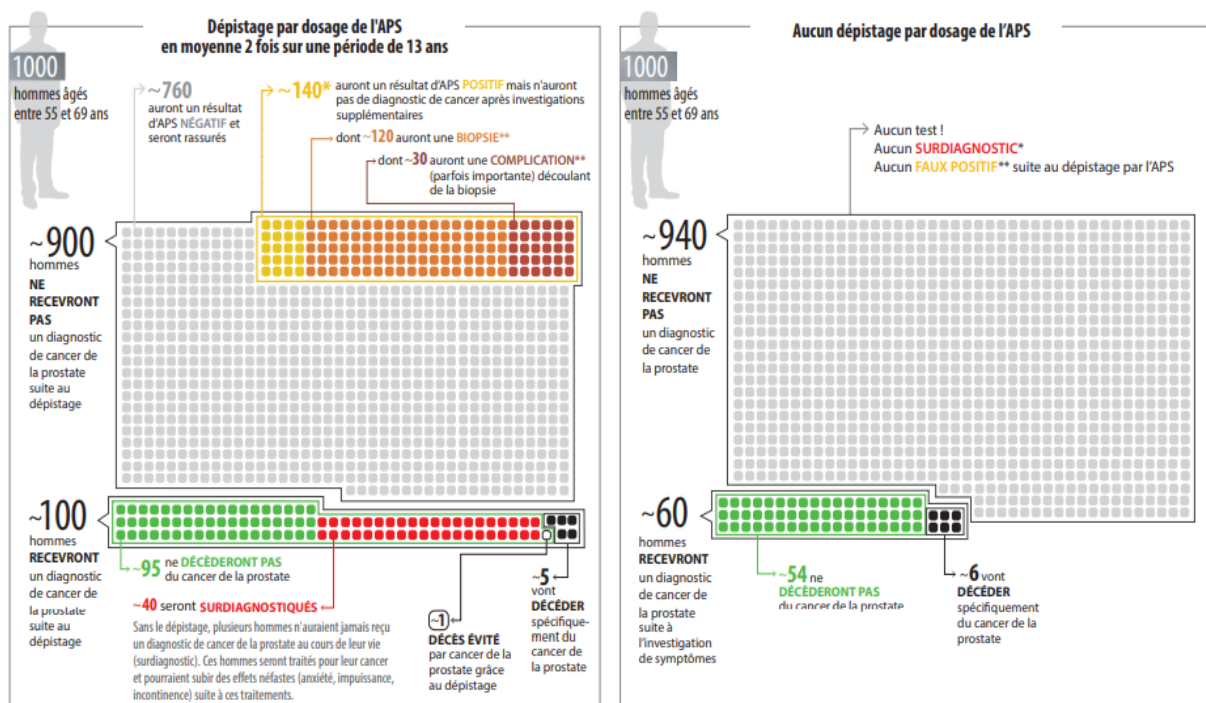 Dépistage par dosage de l'APS
en moyenne 2 fois sur une période de 13 ans
1000
hommes âgés
entre 55 et 69 ans
~760
auront un résultat
d'APS NÉGATIF et
seront rassurés
~140* auront un résultat d'APS POSITIF mais n'auront
pas de diagnostic de cancer après investigations
supplémentaires
dont ~120 auront une BIOPSIE**
dont ~30 auront une COMPLICATION**
(parfois importante) découlant
de la biopsie
~900
hommes
NE
RECEVRONT
PAS
un diagnostic
de cancer de
la prostate
suite au
dépistage
~100
hommes
RECEVRONT
un diagnostic
de cancer de
la prostate
suite au
dépistage
~95 ne DÉCÈDERONT PAS
du cancer de la prostate
~40 seront SURDIAGNOSTIQUÉS
Sans le dépistage, plusieurs hommes n'auraient jamais reçu
un diagnostic de cancer de la prostate au cours de leur vie
(surdiagnostic). Ces hommes seront traités pour leur cancer
et pourraient subir des effets néfastes (anxiété, impuissance,
incontinence) suite à ces traitements.
~1
DÉCÈS ÉVITÉ
par cancer de la
prostate grâce
au dépistage
~5
vont
DÉCÉDER
spécifique-
ment du
cancer de
la prostate
Aucun dépistage par dosage de l'APS
1000
hommes âgés
entre 55 et 69 ans
Aucun test !
Aucun SURDIAGNOSTIC*
Aucun FAUX POSITIF** suite au dépistage par l'APS
~940
hommes
NE
RECEVRONT
PAS
un diagnostic
de cancer de
la prostate
~60
hommes
RECEVRONT
un diagnostic
de cancer de
la prostate
suite à
l'investigation
de symptômes
~54 ne
DÉCÈDERONT PAS
du cancer de la prostate
~6 vont
DÉCÉDER
spécifiquement
du cancer de la
prostate